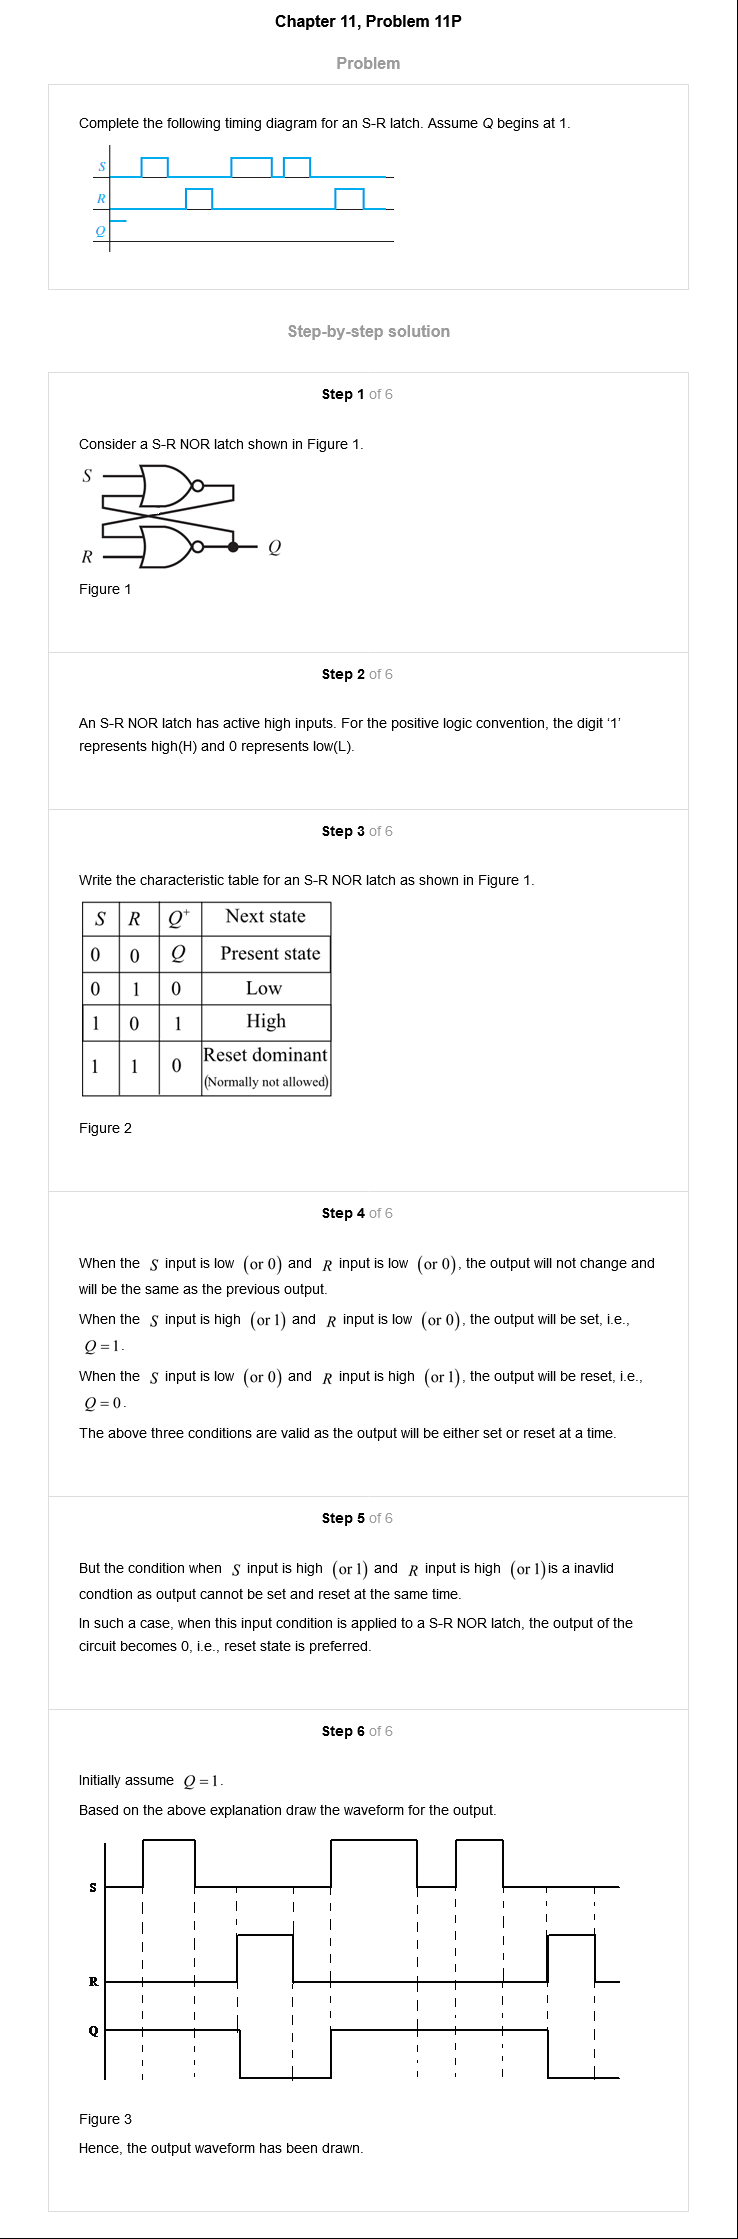 Chapter 11, Problem 11P
Problem
Complete the following timing diagram for an S-R latch. Assume Q begins at 1.
S
R
Q
Step-by-step solution
Step 1 of 6
Consider a S-R NOR latch shown in Figure 1.
S
R
Q
Figure 1
Step 2 of 6
An S-R NOR latch has active high inputs. For the positive logic convention, the digit ‘1’
represents high(H) and 0 represents low(L).
Step 3 of 6
Write the characteristic table for an S-R NOR latch as shown in Figure 1.
S R Q⁺ Next state
0 0 Q Present state
0 1 0 Low
1 0 1 High
1 1 0 Reset dominant
(Normally not allowed)
Figure 2
Step 4 of 6
When the S input is low (or 0) and R input is low (or 0), the output will not change and
will be the same as the previous output.
When the S input is high (or 1) and R input is low (or 0), the output will be set, i.e.,
Q = 1.
When the S input is low (or 0) and R input is high (or 1), the output will be reset, i.e.,
Q = 0.
The above three conditions are valid as the output will be either set or reset at a time.
Step 5 of 6
But the condition when S input is high (or 1) and R input is high (or 1) is a inavlid
condtion as output cannot be set and reset at the same time.
In such a case, when this input condition is applied to a S-R NOR latch, the output of the
circuit becomes 0, i.e., reset state is preferred.
Step 6 of 6
Initially assume Q = 1.
Based on the above explanation draw the waveform for the output.
S
R
Q
Figure 3
Hence, the output waveform has been drawn.